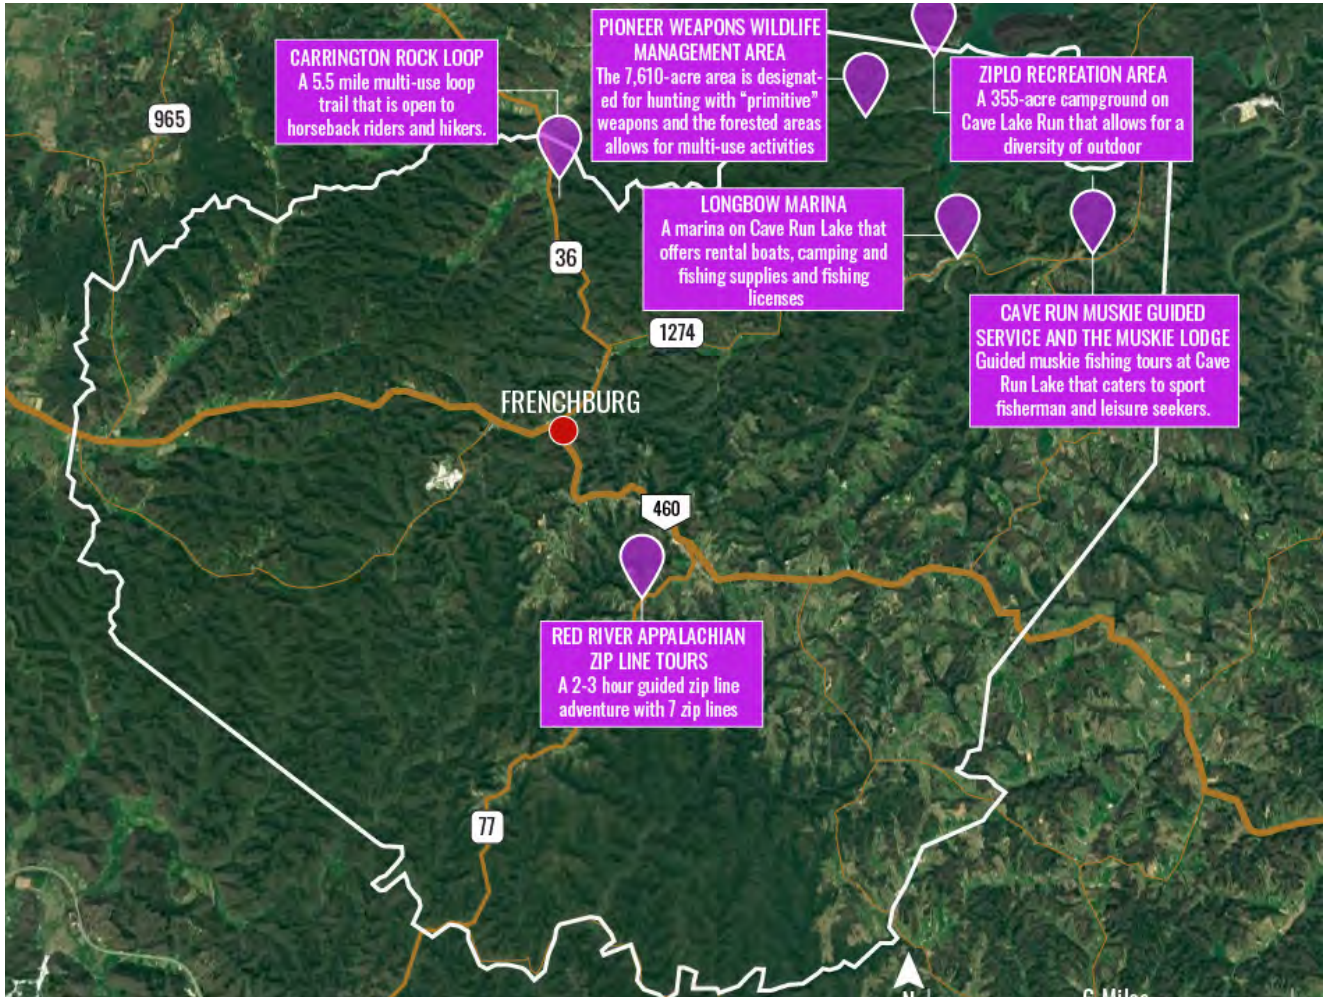 PIONEER WEAPONS WILDLIFE
MANAGEMENT AREA
The 7,610-acre area is designat-
ed for hunting with “primitive”
weapons and the forested areas
allows for multi-use activities
CARRINGTON ROCK LOOP
A 5.5 mile multi-use loop
trail that is open to
horseback riders and hikers.
ZIPLO RECREATION AREA
A 355-acre campground on
Cave Lake Run that allows for a
diversity of outdoor
965
LONGBOW MARINA
A marina on Cave Run Lake that
offers rental boats, camping and
fishing supplies and fishing
licenses
36
CAVE RUN MUSKIE GUIDED
SERVICE AND THE MUSKIE LODGE
Guided muskie fishing tours at Cave
Run Lake that caters to sport
fisherman and leisure seekers.
1274
FRENCHBURG
460
RED RIVER APPALACHIAN
ZIP LINE TOURS
A 2-3 hour guided zip line
adventure with 7 zip lines
77
N
Miles